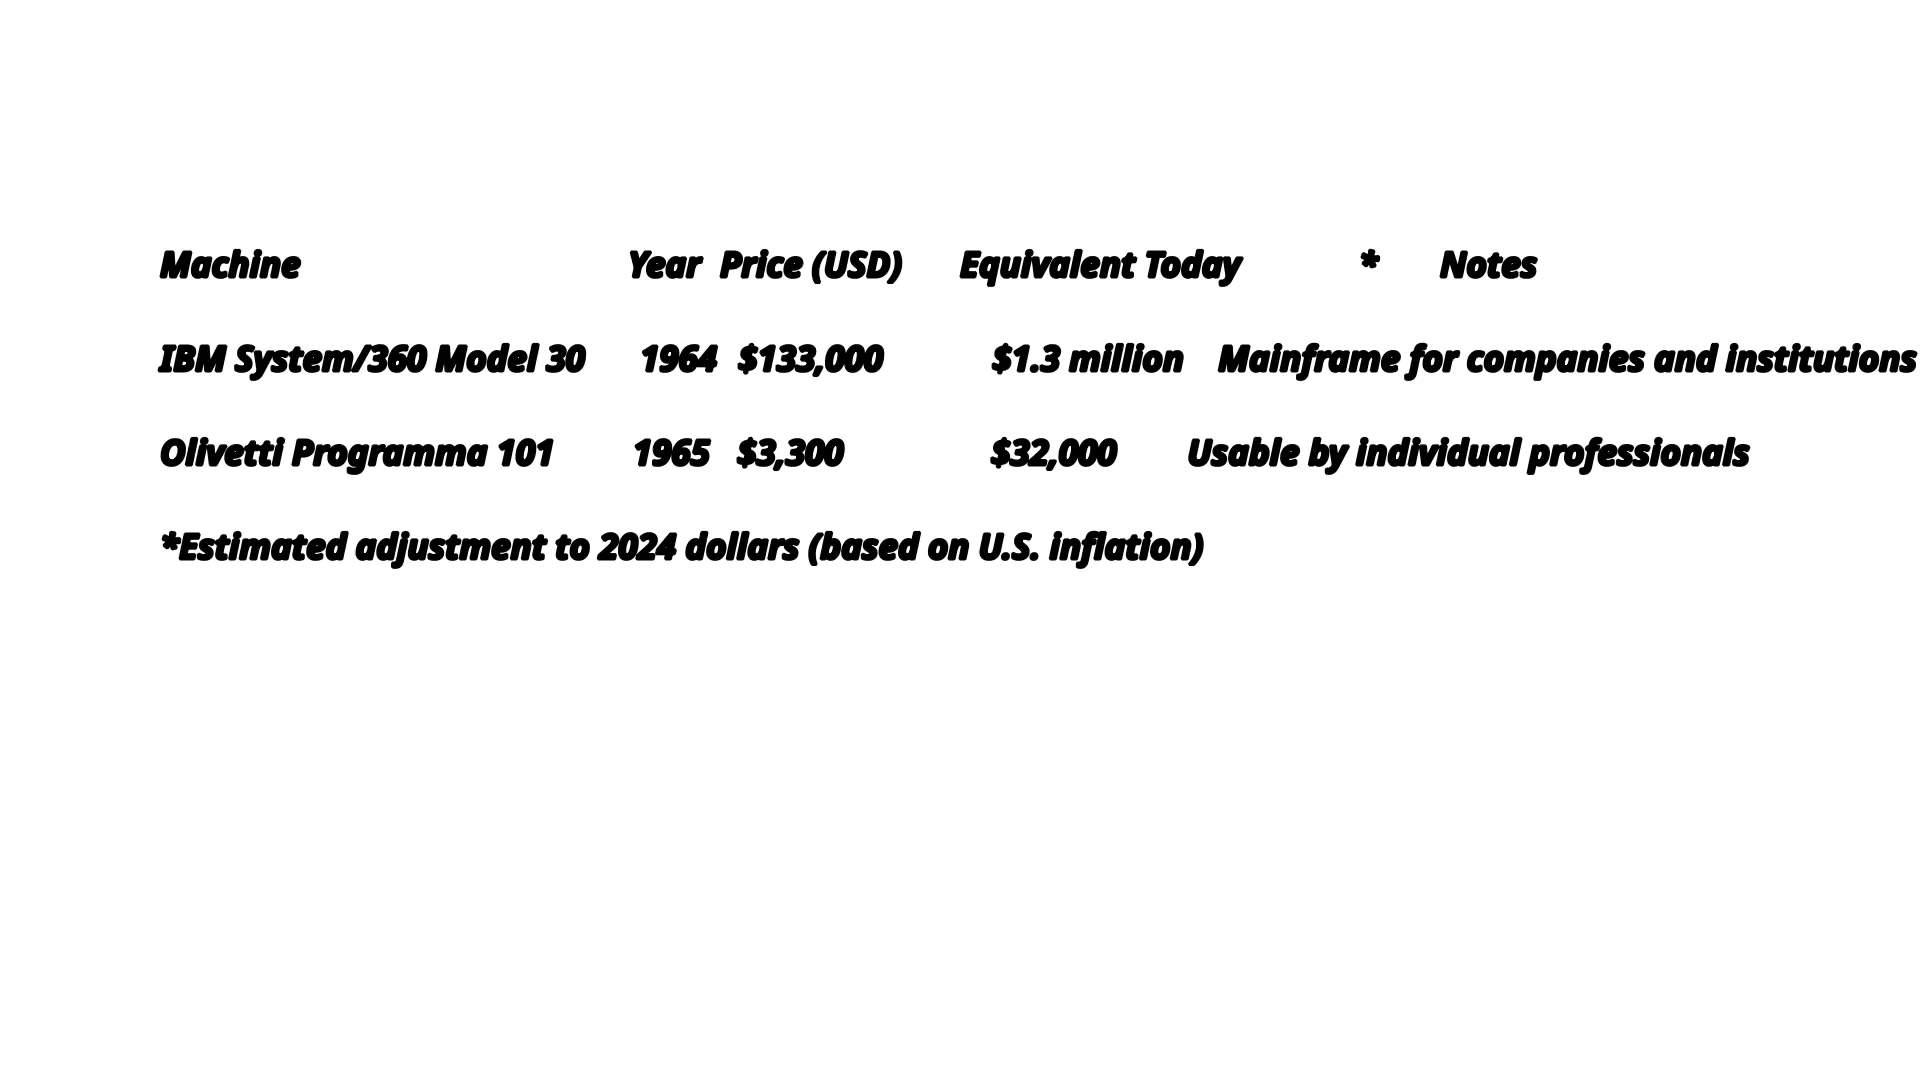 Machine Year Price (USD) Equivalent Today * Notes
IBM System/360 Model 30 1964 $133,000 $1.3 million Mainframe for companies and institutions
Olivetti Programma 101 1965 $3,300 $32,000 Usable by individual professionals
*Estimated adjustment to 2024 dollars (based on U.S. inflation)